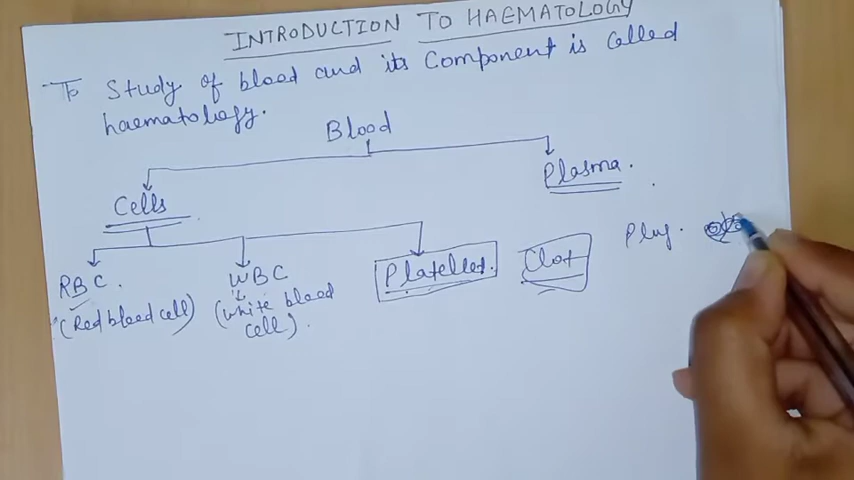 INTRODUCTION TO HAEMATOLOGY
To Study of blood and its component is called
haematology.
Blood
Cells
Plasma.
RBC.
(Red blood cell)
WBC
(white blood
cell).
Platellet.
Clot
Plug.